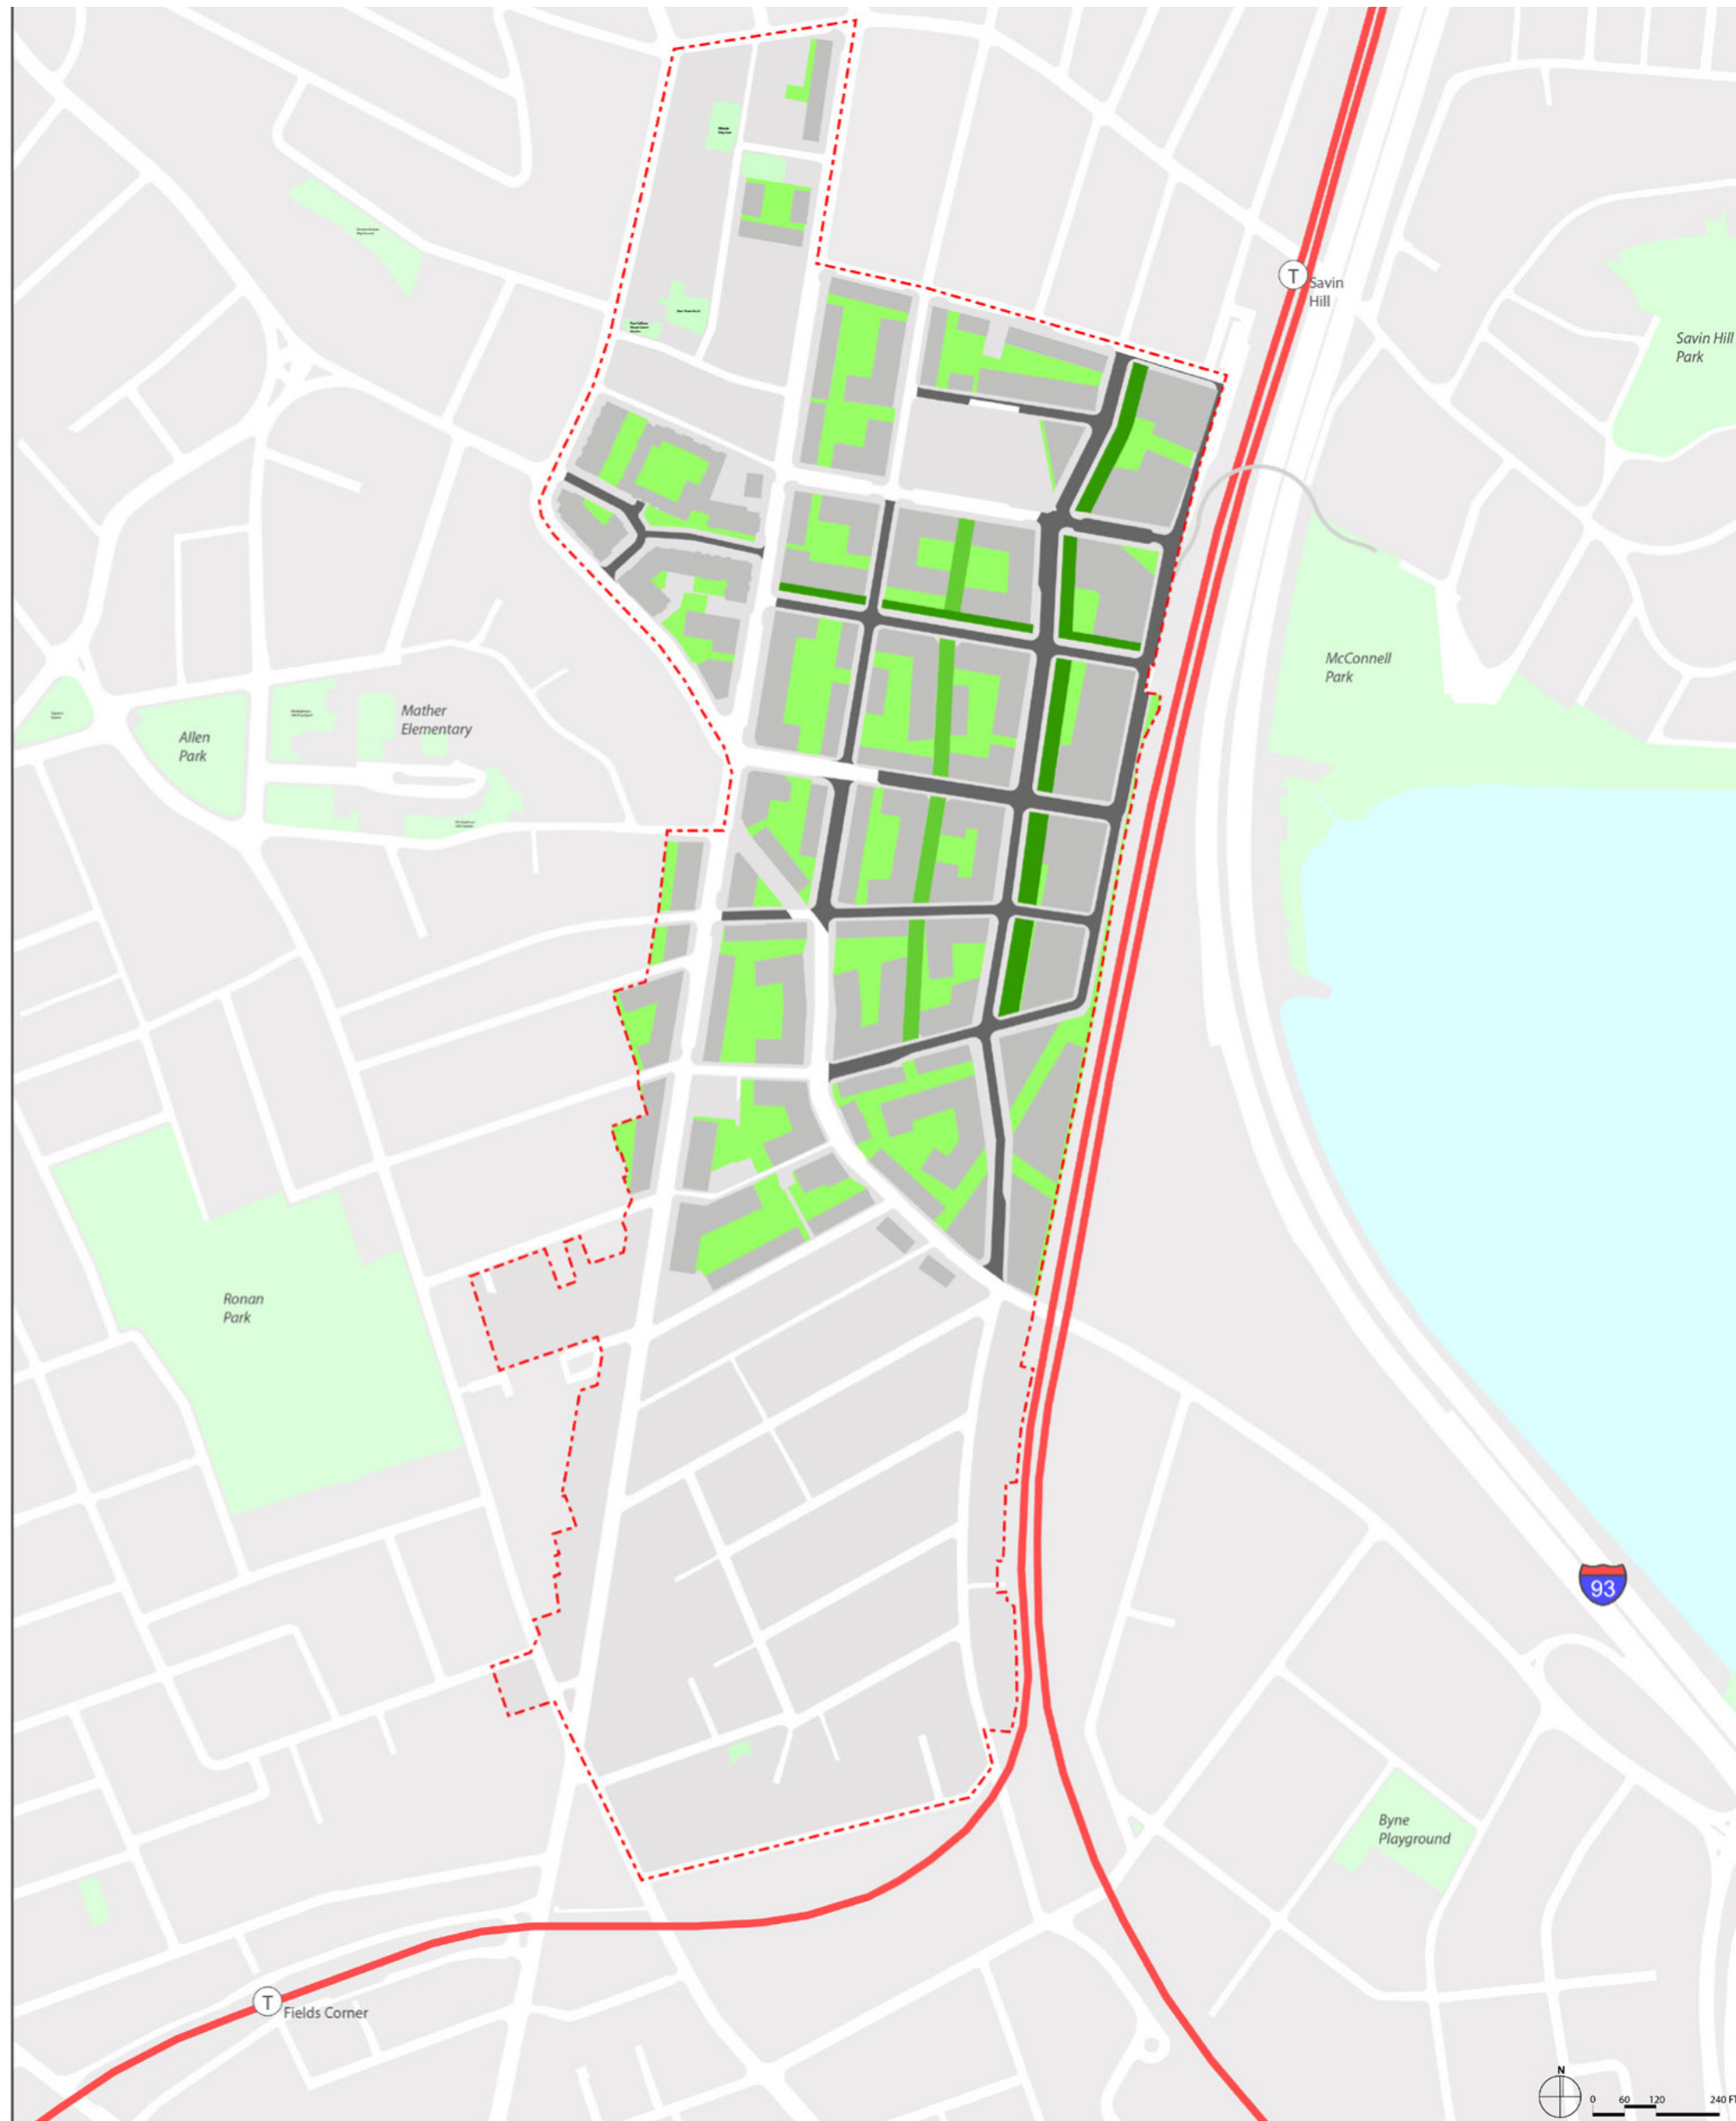 T
Savin
Hill
Savin Hill
Park
McConnell
Park
Mather
Elementary
Allen
Park
Ronan
Park
93
Byne
Playground
T
Fields Corner
N
0 60 120 240 FT